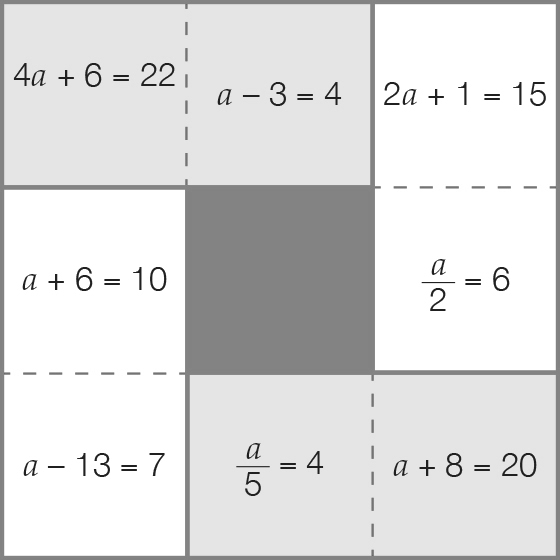 4a + 6 = 22
a − 3 = 4
2a + 1 = 15
a + 6 = 10
a/2 = 6
a − 13 = 7
a/5 = 4
a + 8 = 20